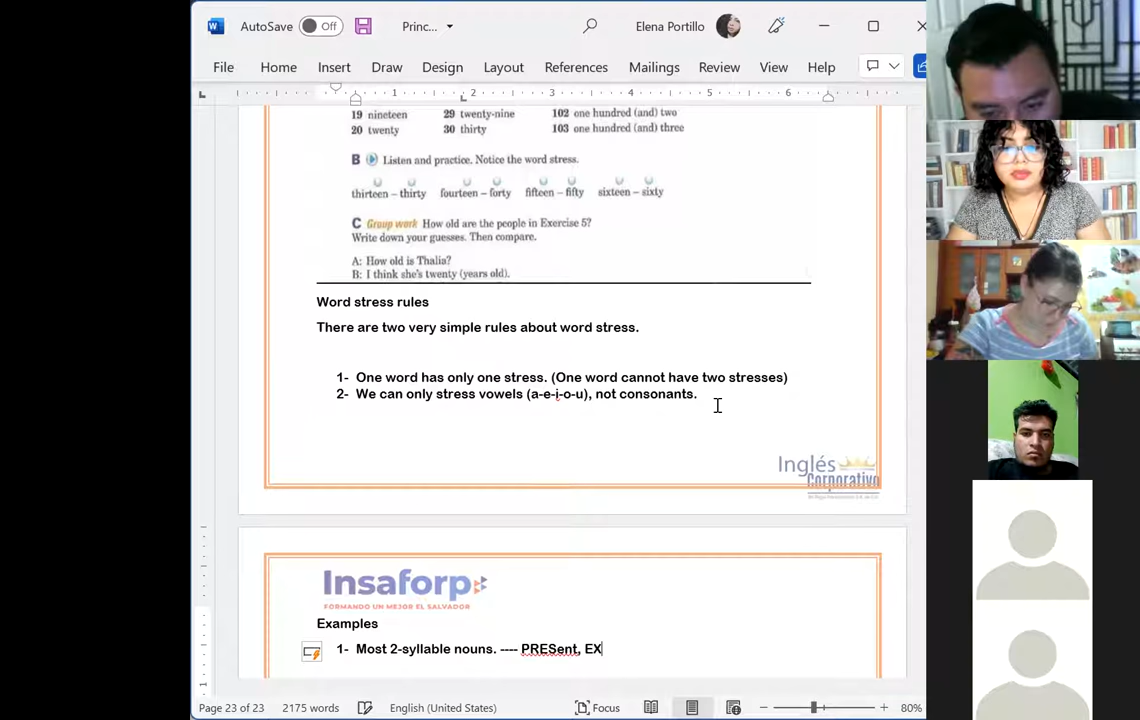 AutoSave Off Princ... Elena Portillo
File Home Insert Draw Design Layout References Mailings Review View Help
1 2 3 4 5 6
19 nineteen 29 twenty-nine 102 one hundred (and) two
20 twenty 30 thirty 103 one hundred (and) three
B Listen and practice. Notice the word stress.
thirteen – thirty fourteen – forty fifteen – fifty sixteen – sixty
C Group work How old are the people in Exercise 5?
Write down your guesses. Then compare.
A: How old is Thalia?
B: I think she's twenty (years old).
Word stress rules
There are two very simple rules about word stress.
1- One word has only one stress. (One word cannot have two stresses)
2- We can only stress vowels (a-e-i-o-u), not consonants.
Inglés
Corporativo
Insaforp
FORMANDO UN MEJOR EL SALVADOR
Examples
1- Most 2-syllable nouns. ---- PRESent, EX
Page 23 of 23 2175 words English (United States) Focus 80%